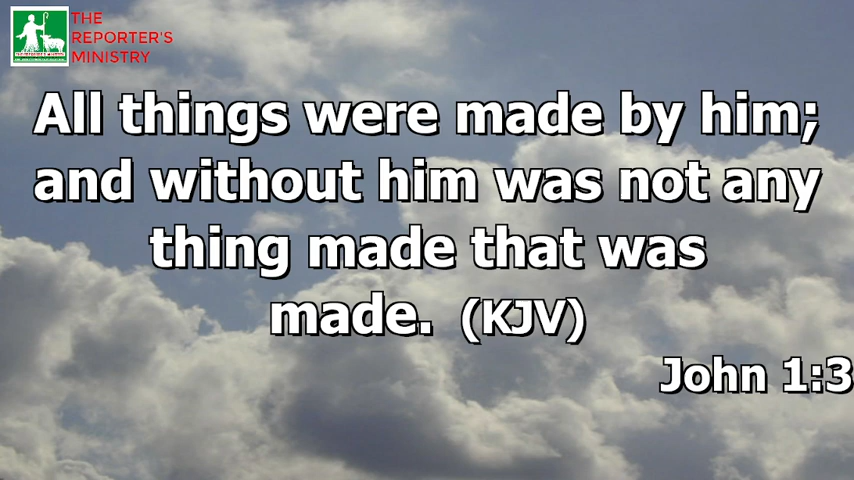 THE
REPORTER'S
MINISTRY
All things were made by him;
and without him was not any
thing made that was
made. (KJV)
John 1:3